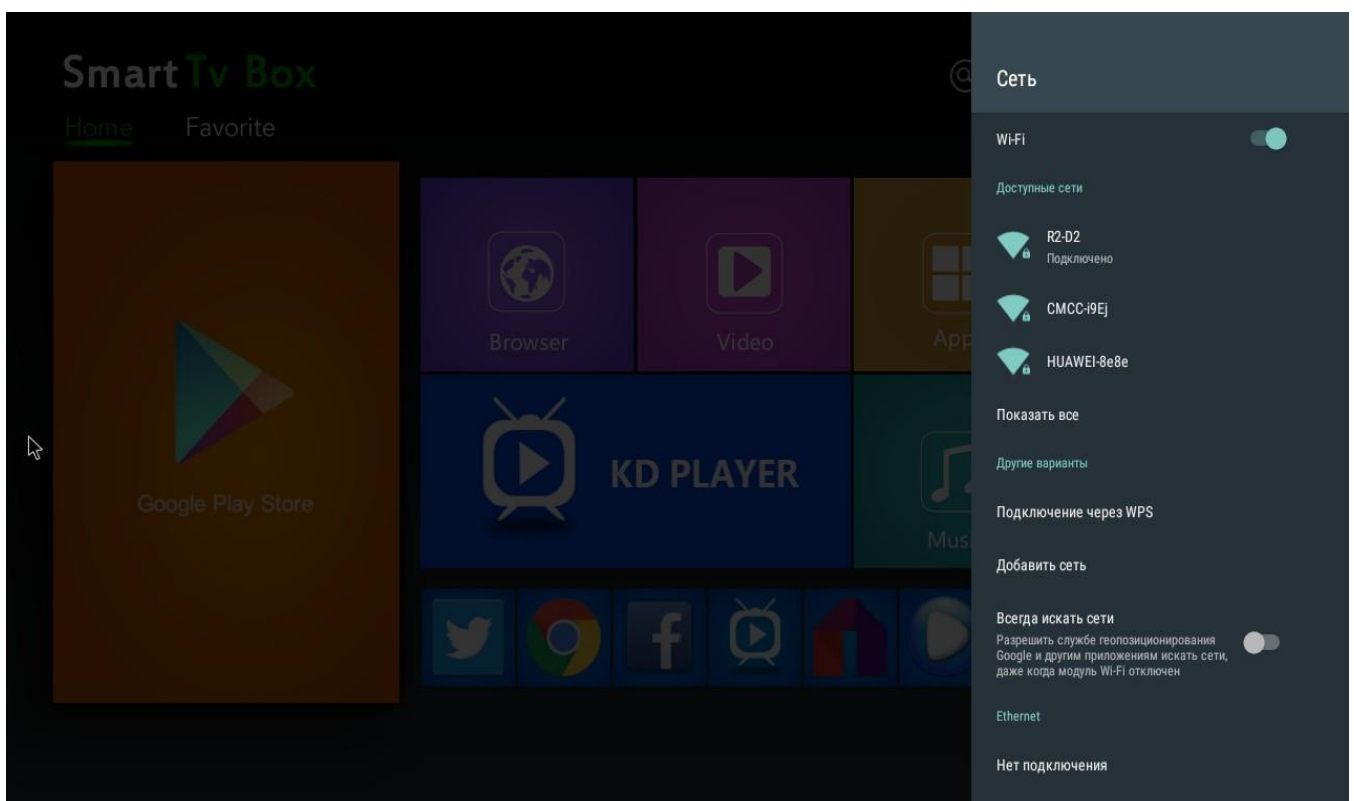 Smart Tv Box
Home Favorite
Google Play Store
Browser
Video
App
KD PLAYER
Mus
Сеть
Wi-Fi
Доступные сети
R2-D2
Подключено
CMCC-i9Ej
HUAWEI-8e8e
Показать все
Другие варианты
Подключение через WPS
Добавить сеть
Всегда искать сети
Разрешить службе геопозиционирования
Google и другим приложениям искать сети,
даже когда модуль Wi-Fi отключен
Ethernet
Нет подключения